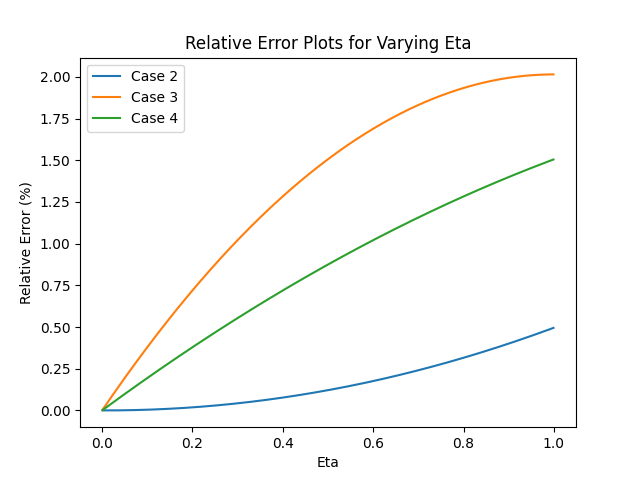 Relative Error Plots for Varying Eta
Case 2
Case 3
Case 4
Relative Error (%)
2.00
1.75
1.50
1.25
1.00
0.75
0.50
0.25
0.00
0.0 0.2 0.4 0.6 0.8 1.0
Eta